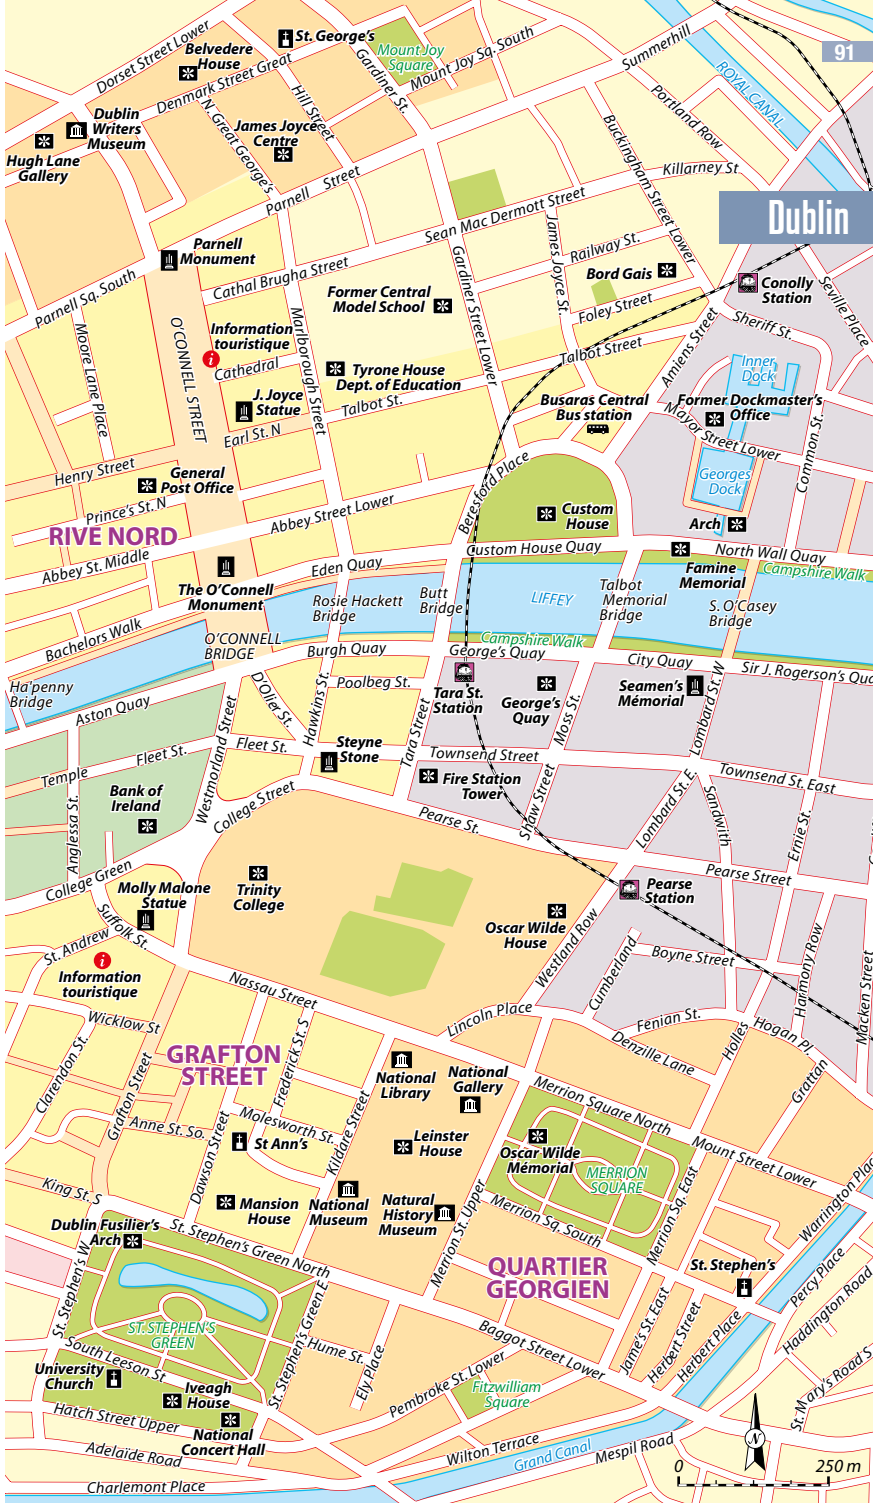 Dorset Street Lower
Belvedere
House
St. George's
Mount Joy
Square
Mount Joy Sq. South
Summerhill
91
ROYAL CANAL
Denmark Street Great
Gardiner St.
Hill Street
N. Great George's
Portland Row
Dublin
Writers
Museum
James Joyce
Centre
Buckingham Street Lower
Hugh Lane
Gallery
Killarney St
Parnell Street
Sean Mac Dermott Street
Dublin
Parnell
Monument
James Joyce St.
Railway St.
Gardiner Street Lower
Bord Gais
Conolly
Station
Seville Place
Cathal Brugha Street
Parnell Sq. South
Former Central
Model School
Foley Street
Sheriff St.
Moore Lane Place
O'CONNELL STREET
Information
touristique
Marlborough Street
Talbot Street
Amiens Street
Inner
Dock
Cathedral
Tyrone House
Dept. of Education
J. Joyce
Statue
Talbot St.
Busaras Central
Bus station
Former Dockmaster's
Office
Mayor Street Lower
Common St.
Earl St. N
Henry Street
General
Post Office
Beresford Place
Georges
Dock
Prince's St. N
Abbey Street Lower
Custom
House
Arch
RIVE NORD
Abbey St. Middle
Eden Quay
Custom House Quay
North Wall Quay
Famine
Memorial
Campshire Walk
The O'Connell
Monument
Rosie Hackett
Bridge
Butt
Bridge
LIFFEY
Talbot
Memorial
Bridge
S. O'Casey
Bridge
Bachelors Walk
O'CONNELL
BRIDGE
Burgh Quay
Campshire Walk
George's Quay
City Quay
Sir J. Rogerson's Qua
Ha'penny
Bridge
Aston Quay
D'Olier St.
Hawkins St.
Poolbeg St.
Tara St.
Station
George's
Quay
Moss St.
Seamen's
Mémorial
Lombard St. W
Westmorland Street
Fleet St.
Fleet St.
Steyne
Stone
Tara Street
Townsend Street
Townsend St. East
Temple
Bank of
Ireland
Fire Station
Tower
Shaw Street
Lombard St. E
Sandwith
Ernie St.
Anglessa St.
College Street
Pearse St.
Pearse Street
College Green
Molly Malone
Statue
Trinity
College
Pearse
Station
Suffolk St.
St. Andrew
Oscar Wilde
House
Westland Row
Cumberland
Boyne Street
Harmony Row
Macken Street
Information
touristique
Nassau Street
Lincoln Place
Fenian St.
Wicklow St
Frederick St. S
Denzille Lane
Holles
Hogan Pl.
Clarendon St.
GRAFTON
STREET
Grafton Street
National
Library
National
Gallery
Grattan
Merrion Square North
Anne St. So.
Molesworth St.
Dawson Street
St Ann's
Kildare Street
Leinster
House
Oscar Wilde
Mémorial
MERRION
SQUARE
Mount Street Lower
King St. S
Mansion
House
National
Museum
Natural
History
Museum
Merrion St. Upper
Merrion Sq. South
Merrion Sq. East
Warrington Plac
Dublin Fusilier's
Arch
St. Stephen's Green North
St. Stephen's W
QUARTIER
GEORGIEN
St. Stephen's
Percy Place
Haddington Road
ST. STEPHEN'S
GREEN
St. Stephen's Green E
Hume St.
Jame's St. East
Herbert Street
Herbert Place
South Leeson St
Baggot Street Lower
University
Church
Iveagh
House
Ely Place
Pembroke St. Lower
Fitzwilliam
Square
St. Mary's Road S
Hatch Street Upper
National
Concert Hall
Adelaïde Road
Wilton Terrace
Grand Canal
Mespil Road
N
0
250 m
Charlemont Place